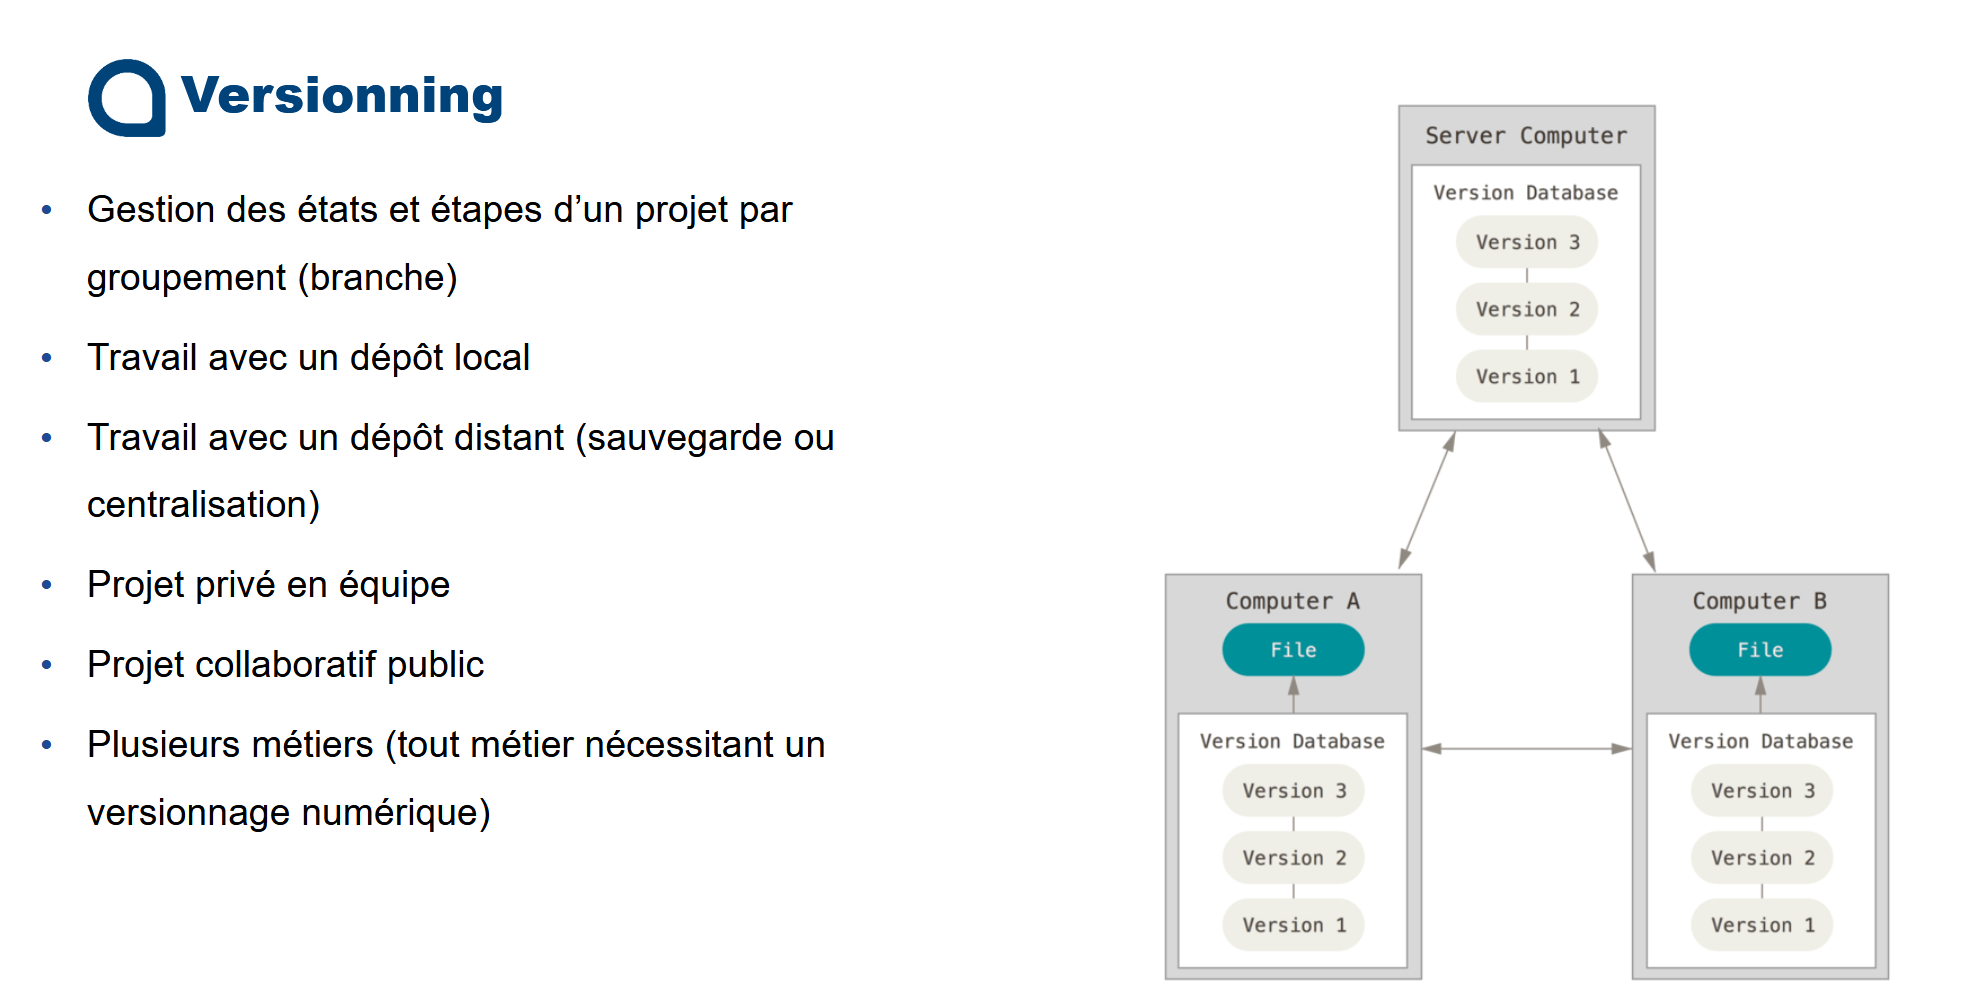 Versionning
• Gestion des états et étapes d’un projet par
groupement (branche)
• Travail avec un dépôt local
• Travail avec un dépôt distant (sauvegarde ou
centralisation)
• Projet privé en équipe
• Projet collaboratif public
• Plusieurs métiers (tout métier nécessitant un
versionnage numérique)
Server Computer
Version Database
Version 3
Version 2
Version 1
Computer A
File
Version Database
Version 3
Version 2
Version 1
Computer B
File
Version Database
Version 3
Version 2
Version 1